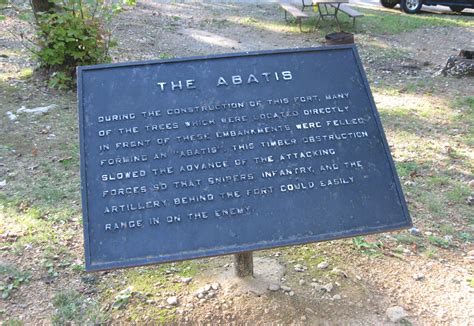 THE ABATIS
DURING THE CONSTRUCTION OF THIS FORT, MANY
OF THE TREES WHICH WERE LOCATED DIRECTLY
IN FRONT OF THESE EMBANKMENTS WERE FELLED
FORMING AN "ABATIS". THIS TIMBER OBSTRUCTION
SLOWED THE ADVANCE OF THE ATTACKING
FORCES SO THAT SNIPERS, INFANTRY, AND THE
ARTILLERY BEHIND THE FORT COULD EASILY
RANGE IN ON THE ENEMY.